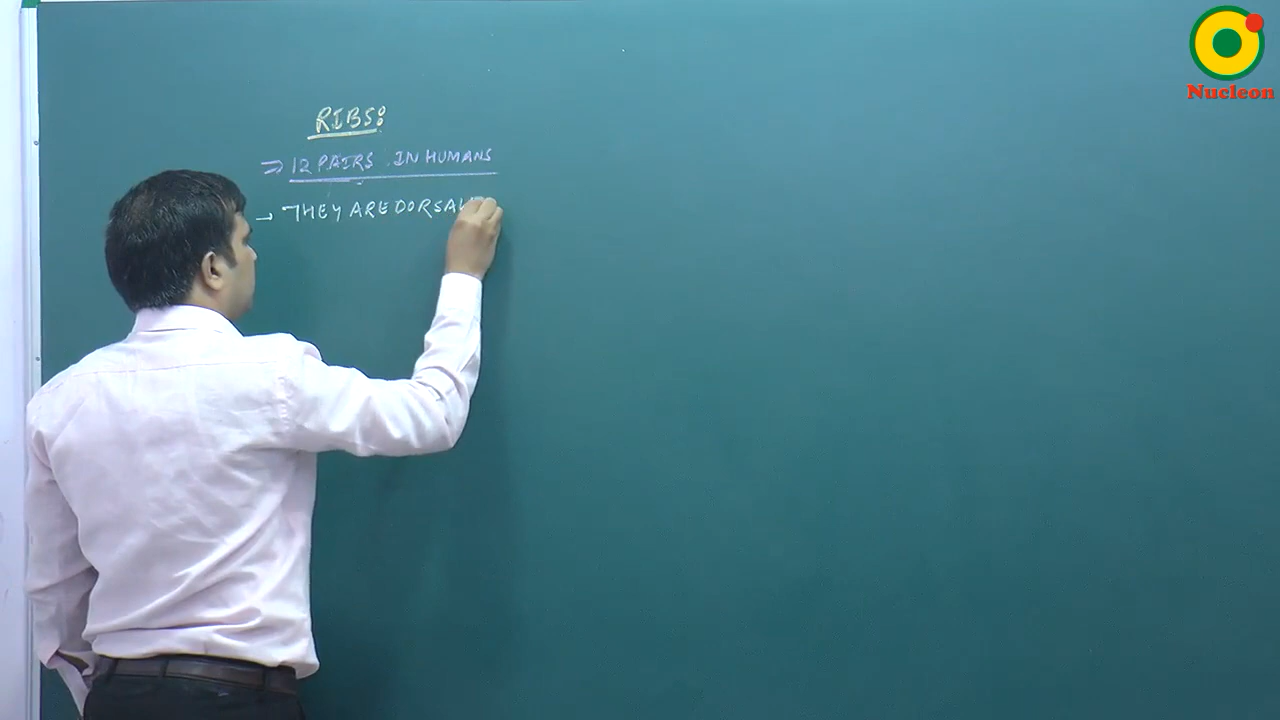 RIBS:
⇒ 12 PAIRS IN HUMANS
→ THEY ARE DORSAL
Nucleon